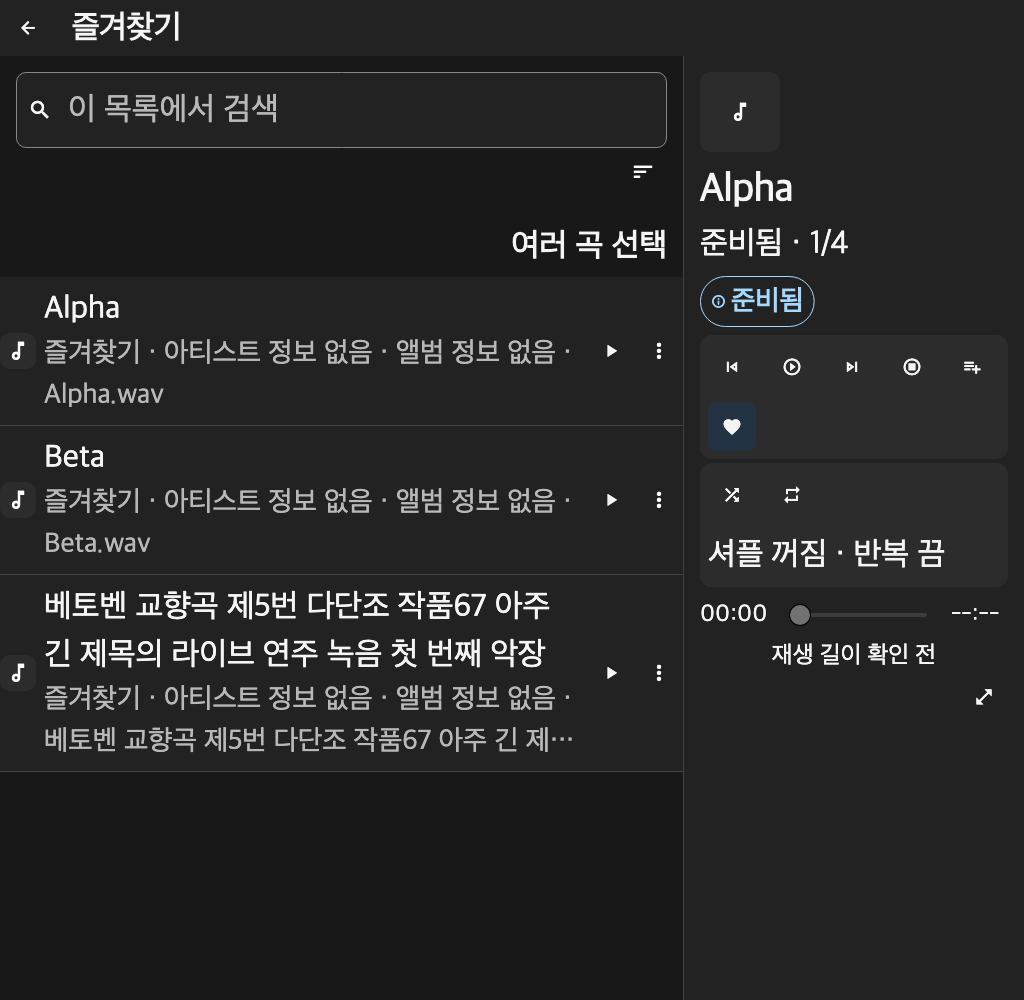 즐겨찾기
이 목록에서 검색
여러 곡 선택
Alpha
즐겨찾기 · 아티스트 정보 없음 · 앨범 정보 없음 ·
Alpha.wav
Beta
즐겨찾기 · 아티스트 정보 없음 · 앨범 정보 없음 ·
Beta.wav
베토벤 교향곡 제5번 다단조 작품67 아주
긴 제목의 라이브 연주 녹음 첫 번째 악장
즐겨찾기 · 아티스트 정보 없음 · 앨범 정보 없음 ·
베토벤 교향곡 제5번 다단조 작품67 아주 긴 제…
Alpha
준비됨 · 1/4
준비됨
셔플 꺼짐 · 반복 끔
00:00 --:--
재생 길이 확인 전